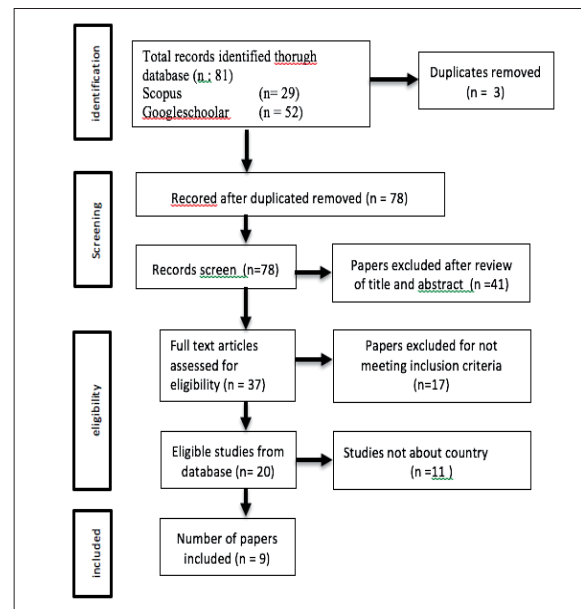 identification
Total records identified thorugh
database (n : 81)
Scopus (n= 29)
Googleschoolar (n = 52)
Duplicates removed
(n = 3)
Screening
Recored after duplicated removed (n = 78)
Records screen (n=78)
Papers excluded after review
of title and abstract (n =41)
eligibility
Full text articles
assessed for
eligibility (n = 37)
Papers excluded for not
meeting inclusion criteria
(n=17)
Eligible studies from
database (n= 20)
Studies not about country
(n =11 )
included
Number of papers
included (n = 9)